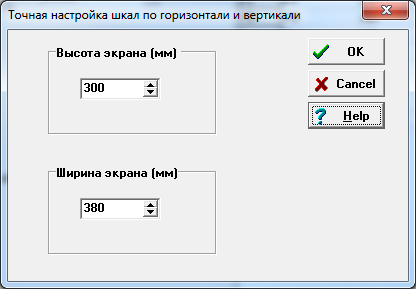 Точная настройка шкал по горизонтали и вертикали
Высота экрана (мм)
300
OK
Cancel
Help
Ширина экрана (мм)
380